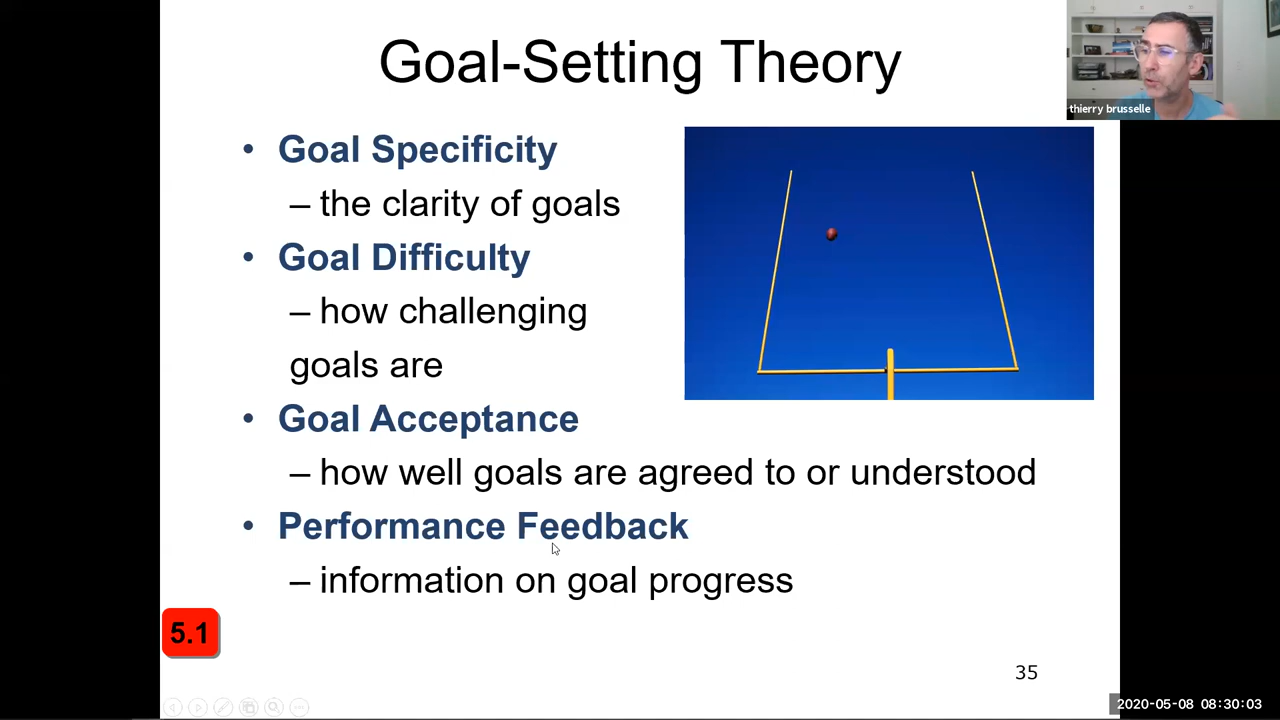 Goal-Setting Theory
thierry brusselle
• Goal Specificity
– the clarity of goals
• Goal Difficulty
– how challenging
goals are
• Goal Acceptance
– how well goals are agreed to or understood
• Performance Feedback
– information on goal progress
5.1
35
2020-05-08 08:30:03